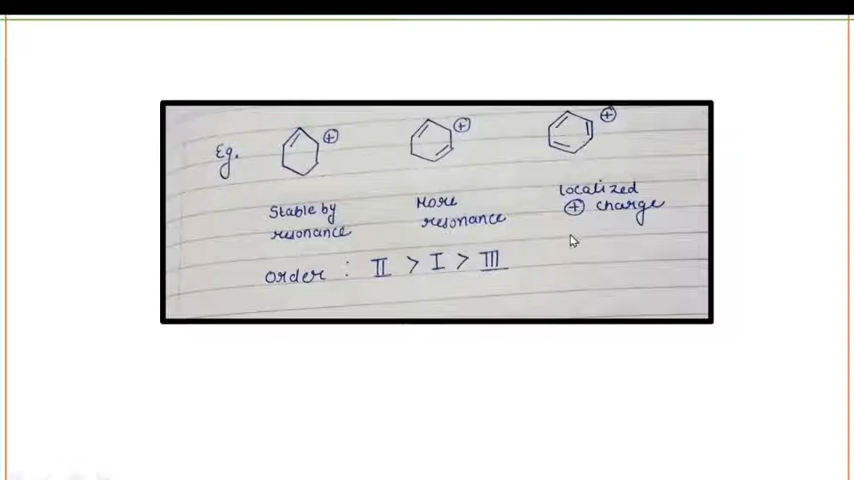 Eg.
⊕ ⊕ ⊕
Stable by resonance
More resonance
localized ⊕ charge
order : II > I > III